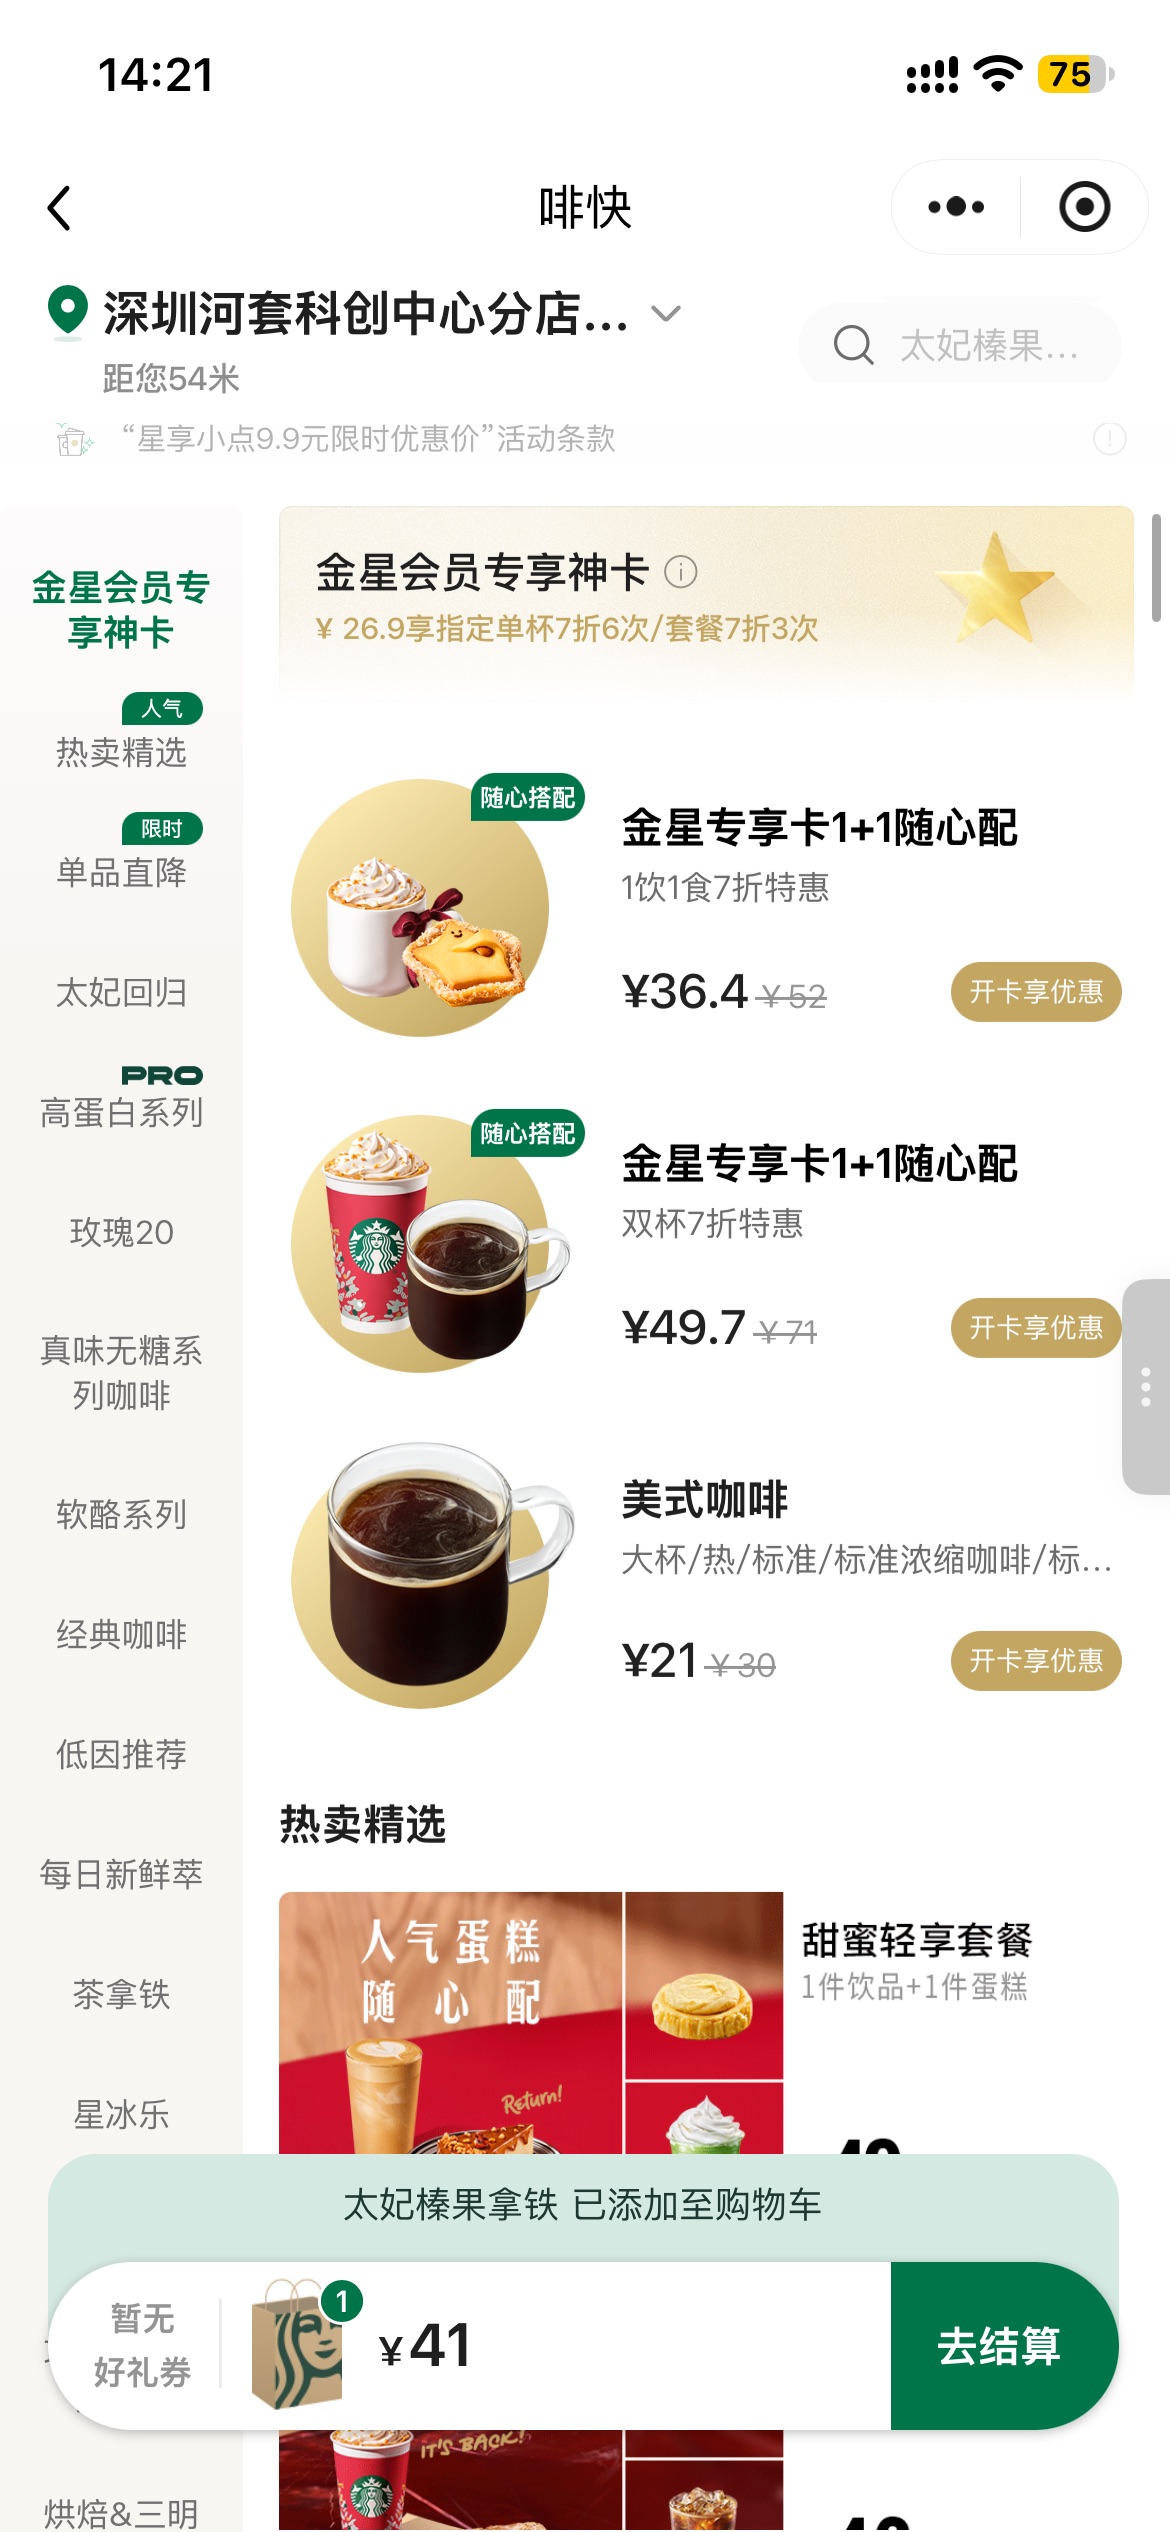 14:21
75
啡快
深圳河套科创中心分店...
太妃榛果...
距您54米
“星享小点9.9元限时优惠价”活动条款
金星会员专
享神卡
人气
热卖精选
限时
单品直降
太妃回归
PRO
高蛋白系列
玫瑰20
真味无糖系
列咖啡
软酪系列
经典咖啡
低因推荐
每日新鲜萃
茶拿铁
星冰乐
烘焙&三明
金星会员专享神卡
¥ 26.9享指定单杯7折6次/套餐7折3次
随心搭配
金星专享卡1+1随心配
1饮1食7折特惠
¥36.4 ¥52
开卡享优惠
随心搭配
金星专享卡1+1随心配
双杯7折特惠
¥49.7 ¥71
开卡享优惠
美式咖啡
大杯/热/标准/标准浓缩咖啡/标...
¥21 ¥30
开卡享优惠
热卖精选
人气蛋糕
随心配
Return!
甜蜜轻享套餐
1件饮品+1件蛋糕
太妃榛果拿铁 已添加至购物车
暂无
好礼券
1
¥41
去结算
IT'S BACK!